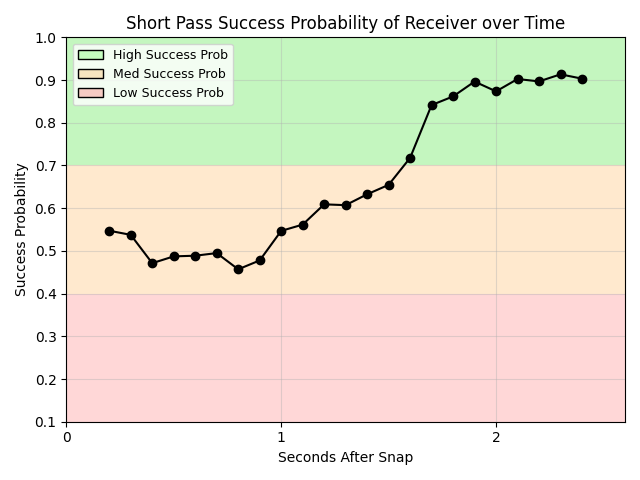 Short Pass Success Probability of Receiver over Time
1.0
High Success Prob
Med Success Prob
Low Success Prob
0.9
0.8
0.7
0.6
0.5
0.4
0.3
0.2
0.1
Success Probability
0
1
2
Seconds After Snap